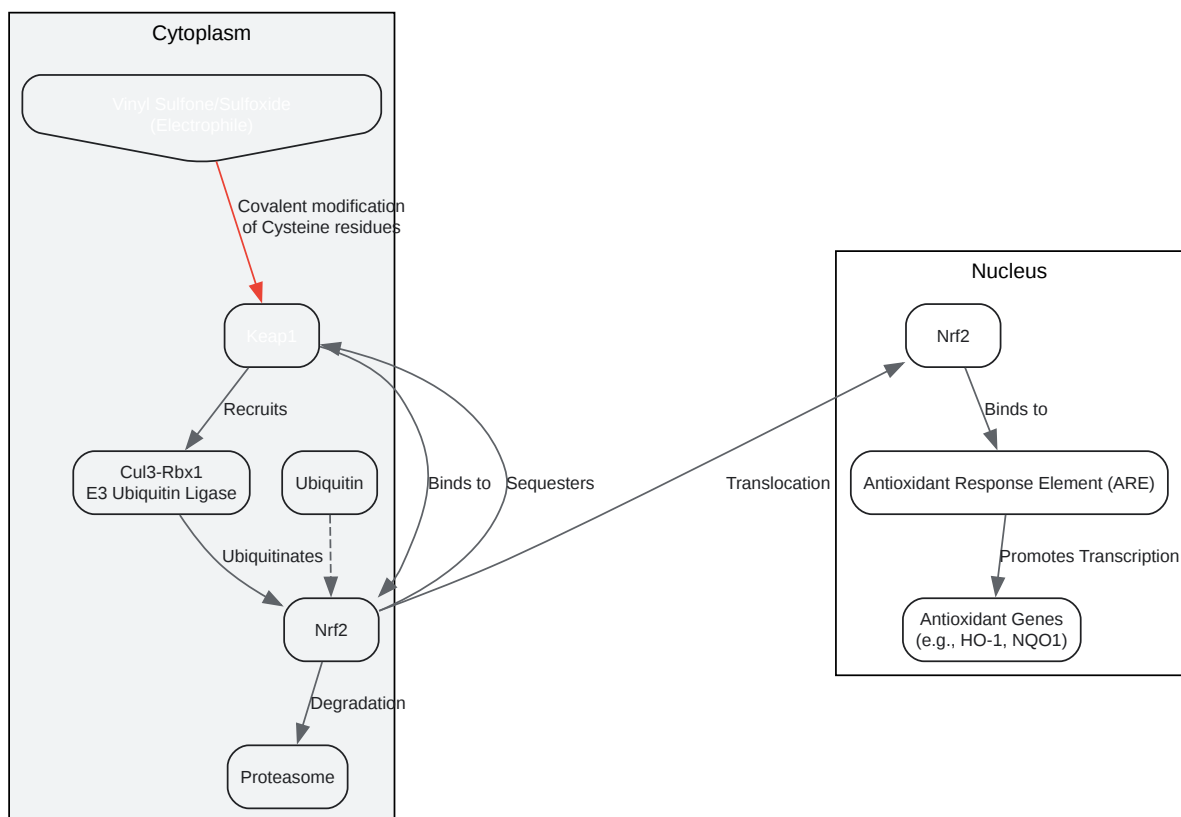 Cytoplasm
Vinyl Sulfone/Sulfoxide
(Electrophile)
Covalent modification
of Cysteine residues
Keap1
Recruits
Cul3-Rbx1
E3 Ubiquitin Ligase
Ubiquitin
Binds to
Sequesters
Ubiquitinates
Nrf2
Degradation
Proteasome
Translocation
Nucleus
Nrf2
Binds to
Antioxidant Response Element (ARE)
Promotes Transcription
Antioxidant Genes
(e.g., HO-1, NQO1)